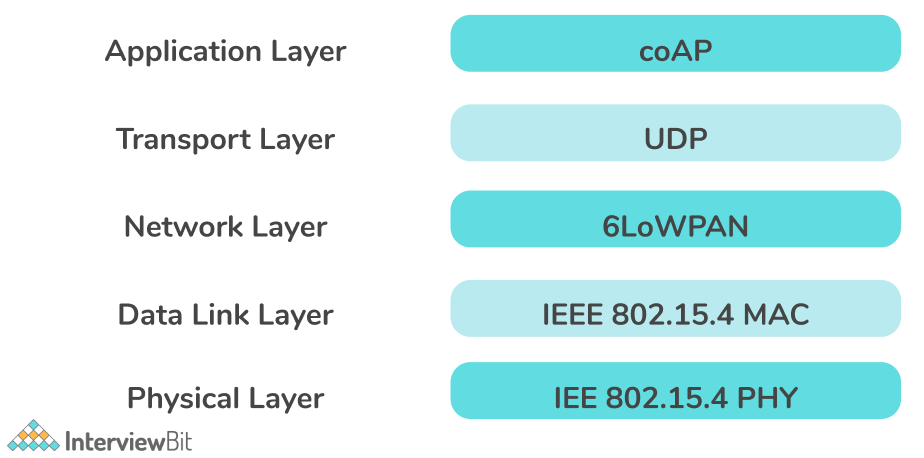 Application Layer coAP
Transport Layer UDP
Network Layer 6LoWPAN
Data Link Layer IEEE 802.15.4 MAC
Physical Layer IEE 802.15.4 PHY
InterviewBit